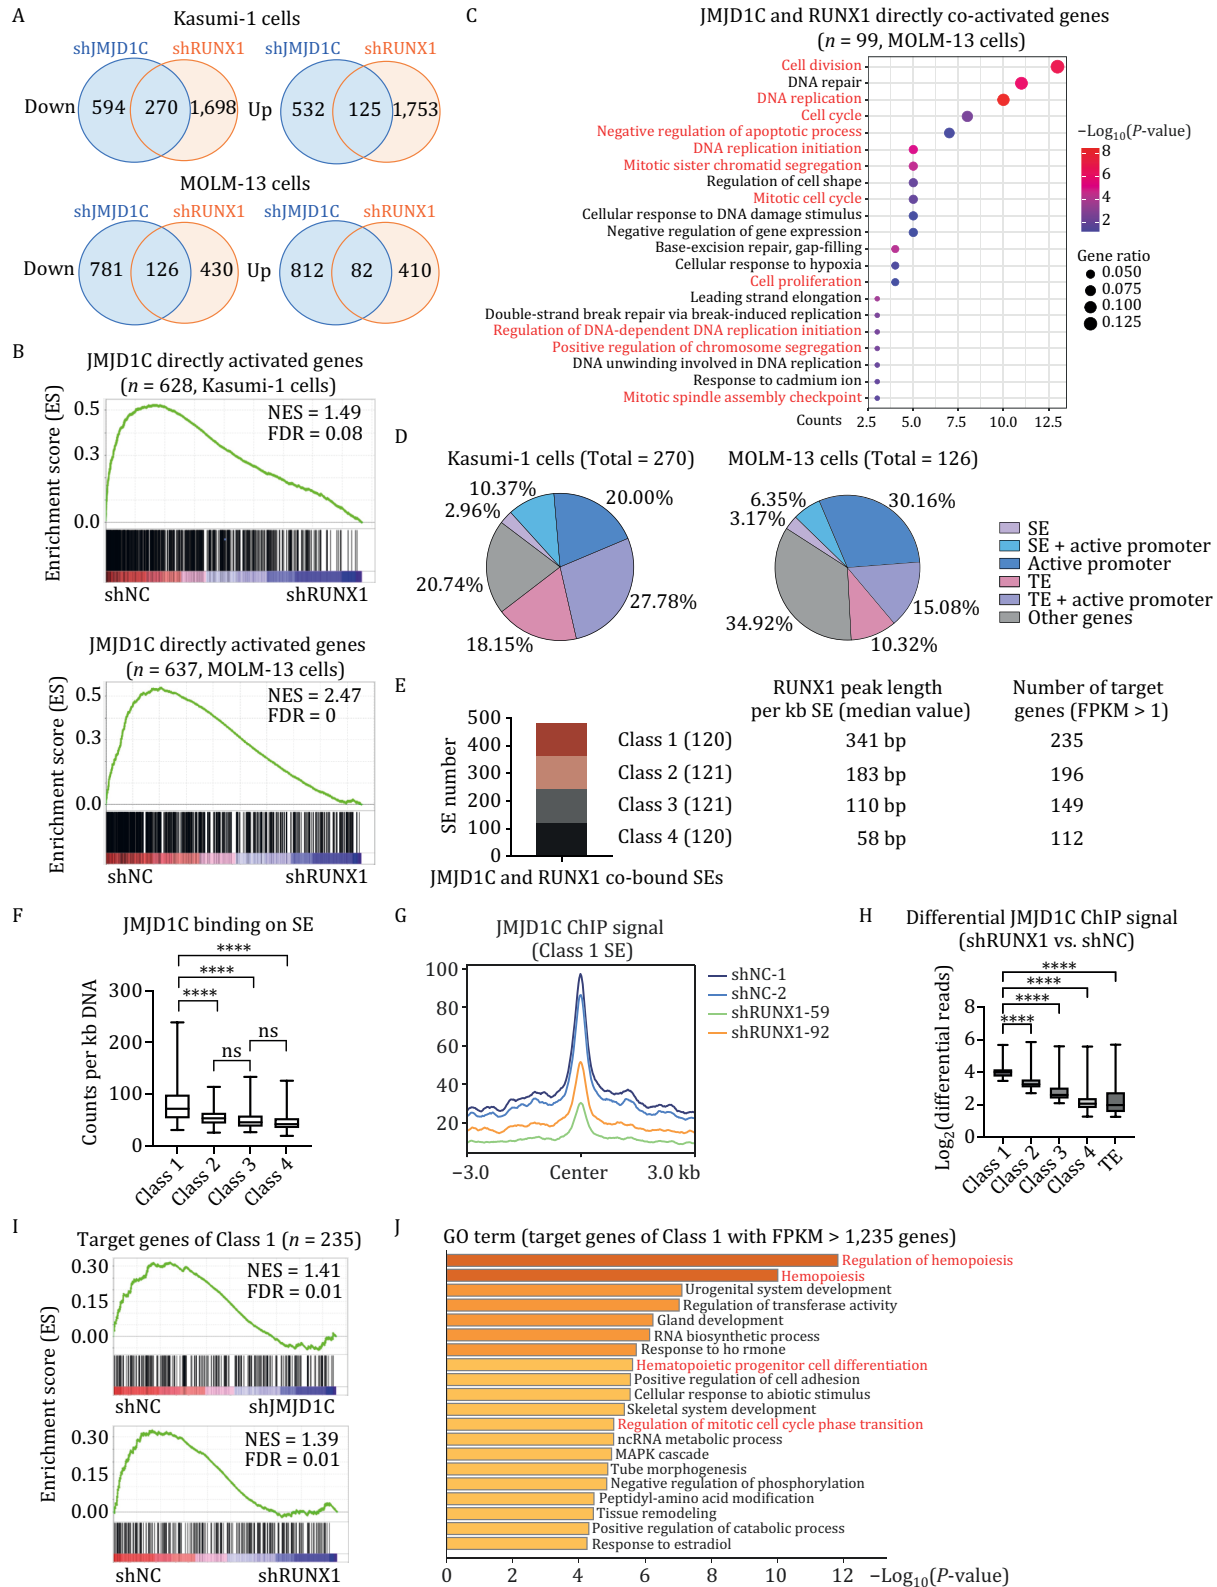 A
Kasumi-1 cells
shJMJD1C shRUNX1 shJMJD1C shRUNX1
Down 594 270 1,698 Up 532 125 1,753
MOLM-13 cells
shJMJD1C shRUNX1 shJMJD1C shRUNX1
Down 781 126 430 Up 812 82 410
B
JMJD1C directly activated genes
(n = 628, Kasumi-1 cells)
Enrichment score (ES)
0.5
0.3
0.0
NES = 1.49
FDR = 0.08
shNC shRUNX1
JMJD1C directly activated genes
(n = 637, MOLM-13 cells)
Enrichment score (ES)
0.5
0.3
0.0
NES = 2.47
FDR = 0
shNC shRUNX1
C
JMJD1C and RUNX1 directly co-activated genes
(n = 99, MOLM-13 cells)
Cell division
DNA repair
DNA replication
Cell cycle
Negative regulation of apoptotic process
DNA replication initiation
Mitotic sister chromatid segregation
Regulation of cell shape
Mitotic cell cycle
Cellular response to DNA damage stimulus
Negative regulation of gene expression
Base-excision repair, gap-filling
Cellular response to hypoxia
Cell proliferation
Leading strand elongation
Double-strand break repair via break-induced replication
Regulation of DNA-dependent DNA replication initiation
Positive regulation of chromosome segregation
DNA unwinding involved in DNA replication
Response to cadmium ion
Mitotic spindle assembly checkpoint
Counts 2.5 5.0 7.5 10.0 12.5
−Log10(P-value)
8
6
4
2
Gene ratio
0.050
0.075
0.100
0.125
D
Kasumi-1 cells (Total = 270)
10.37%
20.00%
2.96%
20.74%
27.78%
18.15%
MOLM-13 cells (Total = 126)
6.35%
30.16%
3.17%
15.08%
34.92%
10.32%
SE
SE + active promoter
Active promoter
TE
TE + active promoter
Other genes
E
SE number
500
400
300
200
100
0
JMJD1C and RUNX1 co-bound SEs
RUNX1 peak length
per kb SE (median value)
Number of target
genes (FPKM > 1)
Class 1 (120) 341 bp 235
Class 2 (121) 183 bp 196
Class 3 (121) 110 bp 149
Class 4 (120) 58 bp 112
F
JMJD1C binding on SE
Counts per kb DNA
300
200
100
0
****
****
****
ns
ns
Class 1
Class 2
Class 3
Class 4
G
JMJD1C ChIP signal
(Class 1 SE)
100
80
60
40
20
−3.0 Center 3.0 kb
shNC-1
shNC-2
shRUNX1-59
shRUNX1-92
H
Differential JMJD1C ChIP signal
(shRUNX1 vs. shNC)
Log2(differential reads)
8
6
4
2
0
****
****
****
****
Class 1
Class 2
Class 3
Class 4
TE
I
Target genes of Class 1 (n = 235)
Enrichment score (ES)
0.30
0.15
0.00
NES = 1.41
FDR = 0.01
shNC shJMJD1C
0.30
0.15
0.00
NES = 1.39
FDR = 0.01
shNC shRUNX1
J
GO term (target genes of Class 1 with FPKM > 1,235 genes)
Regulation of hemopoiesis
Hemopoiesis
Urogenital system development
Regulation of transferase activity
Gland development
RNA biosynthetic process
Response to ho rmone
Hematopoietic progenitor cell differentiation
Positive regulation of cell adhesion
Cellular response to abiotic stimulus
Skeletal system development
Regulation of mitotic cell cycle phase transition
ncRNA metabolic process
MAPK cascade
Tube morphogenesis
Negative regulation of phosphorylation
Peptidyl-amino acid modification
Tissue remodeling
Positive regulation of catabolic process
Response to estradiol
0 2 4 6 8 10 12 −Log10(P-value)